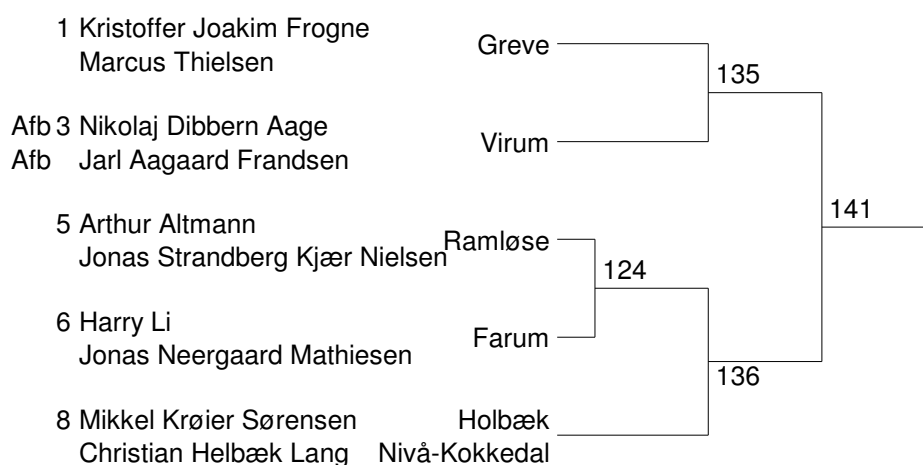 1 Kristoffer Joakim Frogne
Marcus Thielsen
Greve
135
Afb 3 Nikolaj Dibbern Aage
Afb Jarl Aagaard Frandsen
Virum
141
5 Arthur Altmann
Jonas Strandberg Kjær Nielsen
Ramløse
124
6 Harry Li
Jonas Neergaard Mathiesen
Farum
136
8 Mikkel Krøier Sørensen Holbæk
Christian Helbæk Lang Nivå-Kokkedal